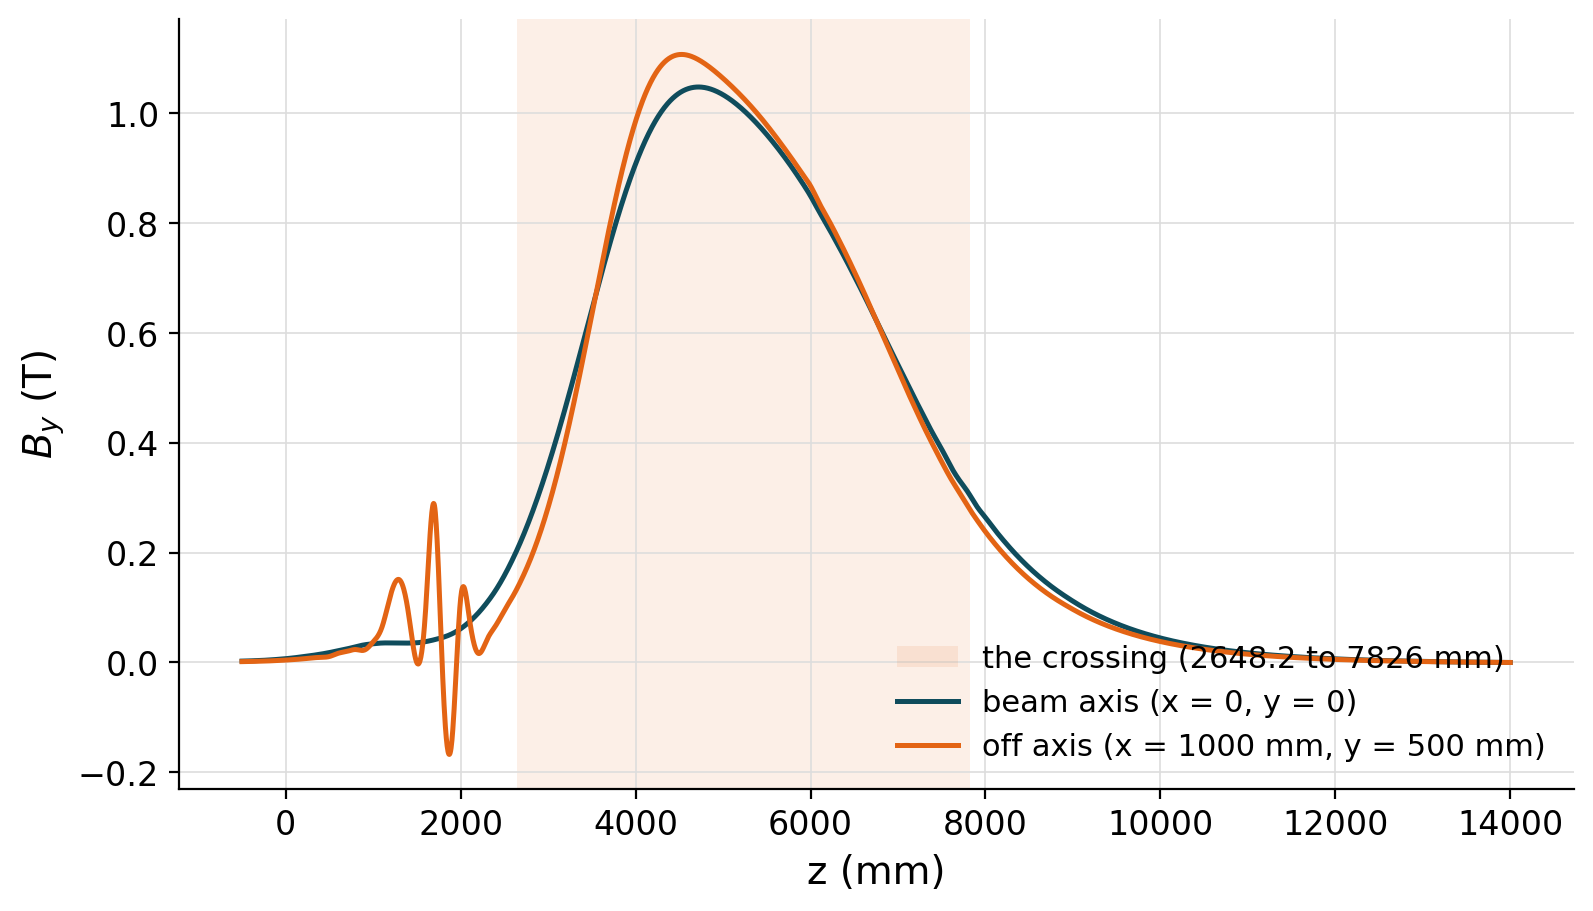 1.0
0.8
0.6
0.4
0.2
0.0
−0.2
B_y (T)
the crossing (2648.2 to 7826 mm)
beam axis (x = 0, y = 0)
off axis (x = 1000 mm, y = 500 mm)
0 2000 4000 6000 8000 10000 12000 14000
z (mm)